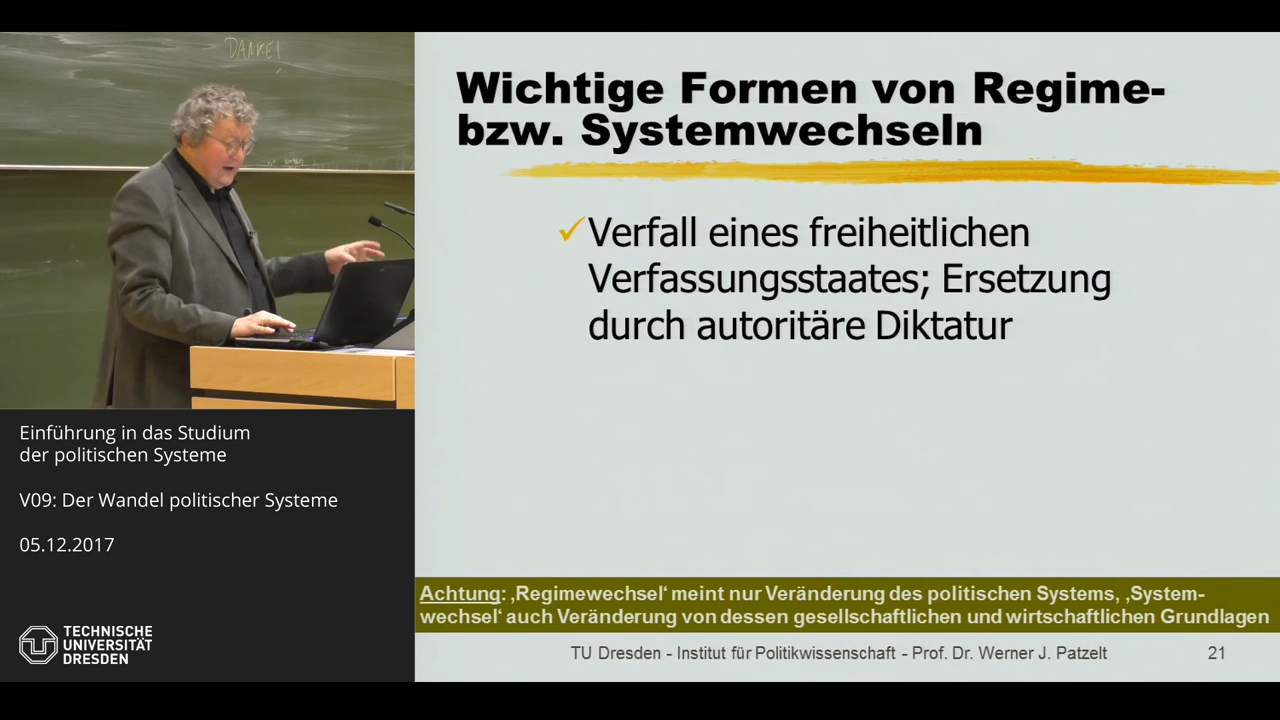 DANKE!
Wichtige Formen von Regime-
bzw. Systemwechseln
✓Verfall eines freiheitlichen
Verfassungsstaates; Ersetzung
durch autoritäre Diktatur
Einführung in das Studium
der politischen Systeme
V09: Der Wandel politischer Systeme
05.12.2017
TECHNISCHE
UNIVERSITÄT
DRESDEN
Achtung: ‚Regimewechsel‘ meint nur Veränderung des politischen Systems, ‚System-
wechsel‘ auch Veränderung von dessen gesellschaftlichen und wirtschaftlichen Grundlagen
TU Dresden - Institut für Politikwissenschaft - Prof. Dr. Werner J. Patzelt
21